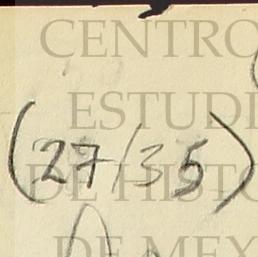 CENTRO
ESTUDI
(27/35)
DE HISTO
DE MEX